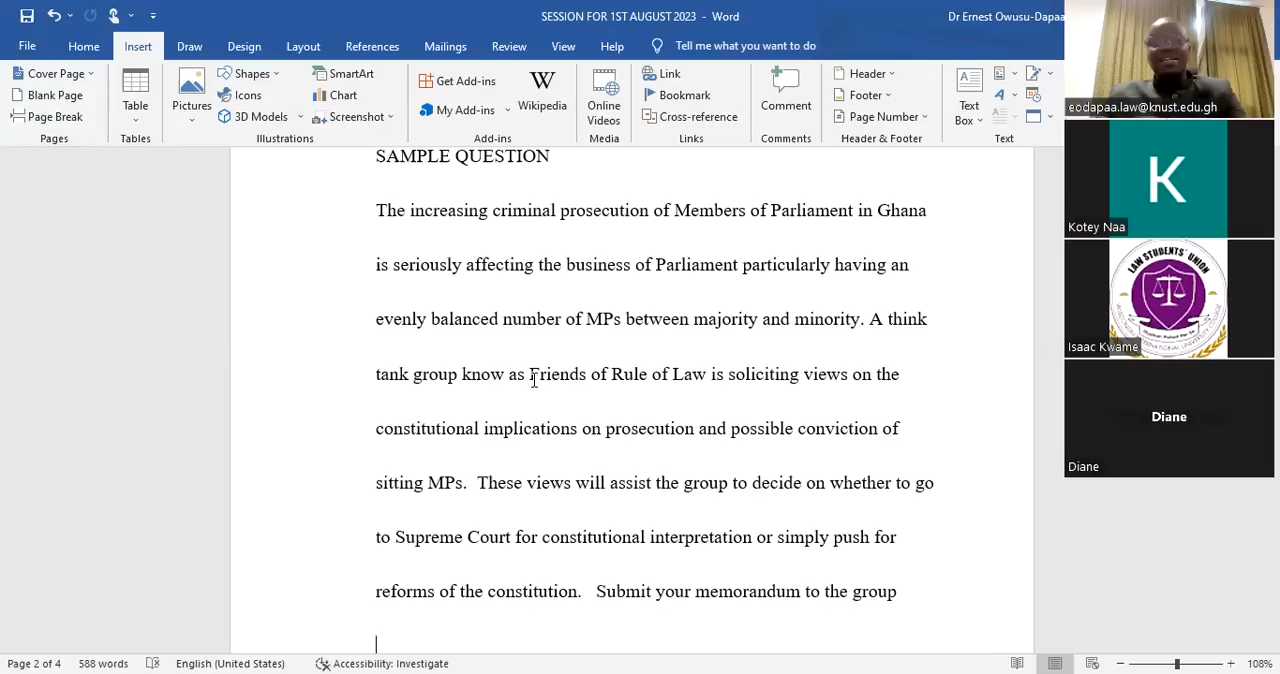 SESSION FOR 1ST AUGUST 2023 - Word
Dr Ernest Owusu-Dapaa
File Home Insert Draw Design Layout References Mailings Review View Help Tell me what you want to do
Cover Page
Blank Page
Page Break
Pages
Table
Tables
Pictures
Shapes
Icons
3D Models
SmartArt
Chart
Screenshot
Illustrations
Get Add-ins
My Add-ins
Wikipedia
Add-ins
Online
Videos
Media
Link
Bookmark
Cross-reference
Links
Comment
Comments
Header
Footer
Page Number
Header & Footer
Text
Box
Text
SAMPLE QUESTION
The increasing criminal prosecution of Members of Parliament in Ghana
is seriously affecting the business of Parliament particularly having an
evenly balanced number of MPs between majority and minority. A think
tank group know as Friends of Rule of Law is soliciting views on the
constitutional implications on prosecution and possible conviction of
sitting MPs. These views will assist the group to decide on whether to go
to Supreme Court for constitutional interpretation or simply push for
reforms of the constitution. Submit your memorandum to the group
Page 2 of 4 588 words English (United States) Accessibility: Investigate 108%
eodapaa.law@knust.edu.gh
K
Kotey Naa
LAW STUDENTS' UNION
Isaac Kwame
Diane
Diane